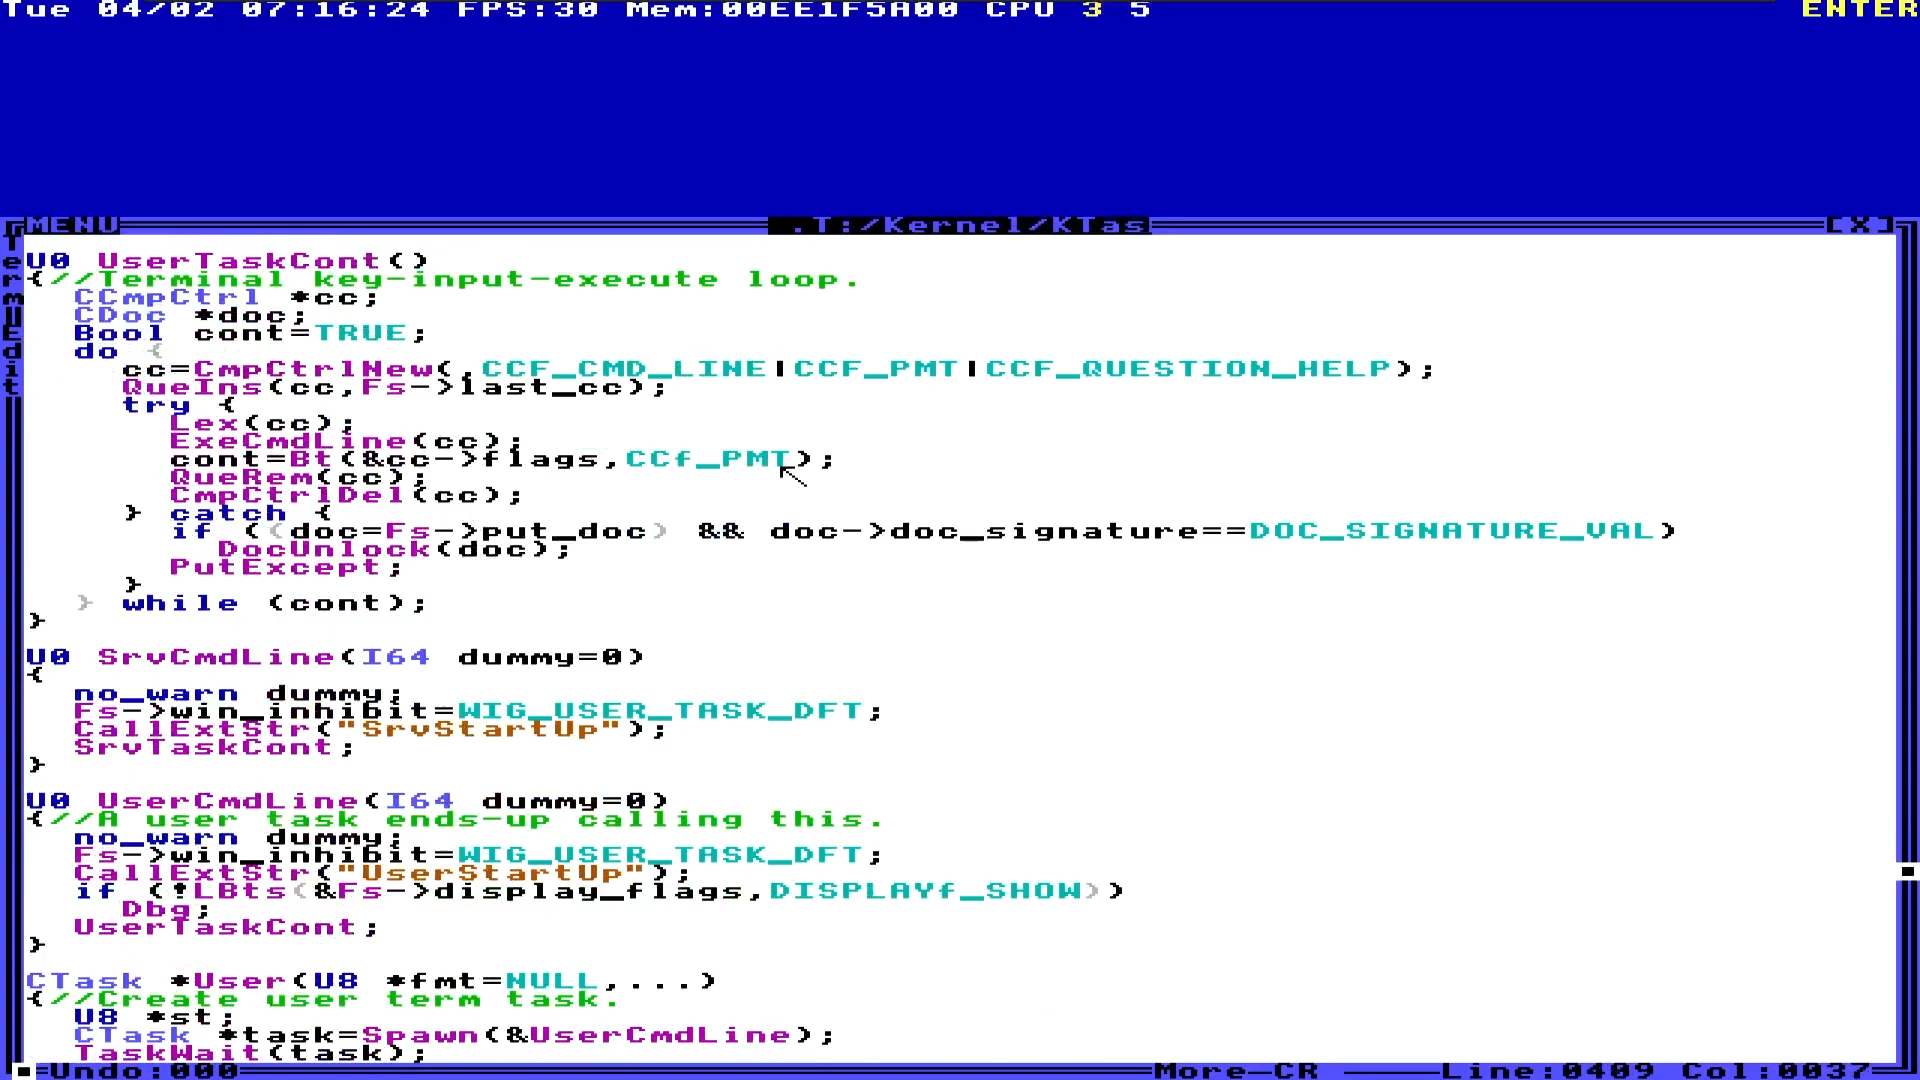 Tue 04/02 07:16:24 FPS:30 Mem:00EE1F5A00 CPU 3 5 ENTER
MENU .T:/Kernel/KTas [X]
Term Edit
U0 UserTaskCont()
{//Terminal key-input-execute loop.
CCmpCtrl *cc;
CDoc *doc;
Bool cont=TRUE;
do {
cc=CmpCtrlNew(,CCF_CMD_LINE|CCF_PMT|CCF_QUESTION_HELP);
QueIns(cc,Fs->last_cc);
try {
Lex(cc);
ExeCmdLine(cc);
cont=Bt(&cc->flags,CCf_PMT);
QueRem(cc);
CmpCtrlDel(cc);
} catch {
if ((doc=Fs->put_doc) && doc->doc_signature==DOC_SIGNATURE_VAL)
DocUnlock(doc);
PutExcept;
}
} while (cont);
}
U0 SrvCmdLine(I64 dummy=0)
{
no_warn dummy;
Fs->win_inhibit=WIG_USER_TASK_DFT;
CallExtStr("SrvStartUp");
SrvTaskCont;
}
U0 UserCmdLine(I64 dummy=0)
{//A user task ends-up calling this.
no_warn dummy;
Fs->win_inhibit=WIG_USER_TASK_DFT;
CallExtStr("UserStartUp");
if (!LBts(&Fs->display_flags,DISPLAYf_SHOW))
Dbg;
UserTaskCont;
}
CTask *User(U8 *fmt=NULL,...)
{//Create user term task.
U8 *st;
CTask *task=Spawn(&UserCmdLine);
TaskWait(task);
Undo:000 More-CR Line:0409 Col:0037